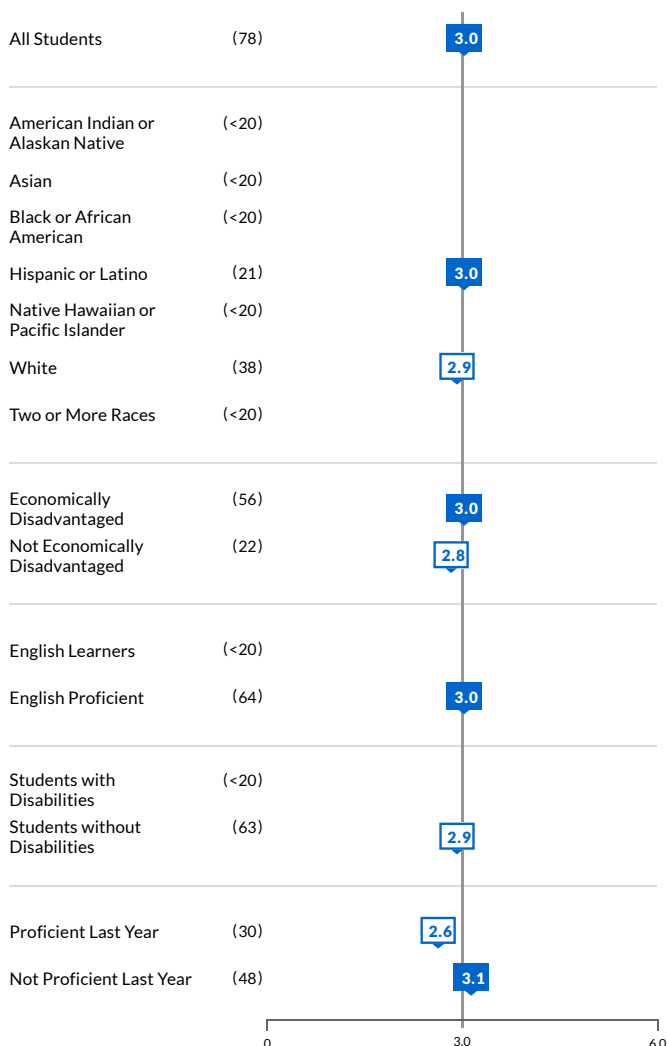 All Students (78) 3.0
American Indian or (<20)
Alaskan Native
Asian (<20)
Black or African (<20)
American
Hispanic or Latino (21) 3.0
Native Hawaiian or (<20)
Pacific Islander
White (38) 2.9
Two or More Races (<20)
Economically (56) 3.0
Disadvantaged
Not Economically (22) 2.8
Disadvantaged
English Learners (<20)
English Proficient (64) 3.0
Students with (<20)
Disabilities
Students without (63) 2.9
Disabilities
Proficient Last Year (30) 2.6
Not Proficient Last Year (48) 3.1
0 3.0 6.0